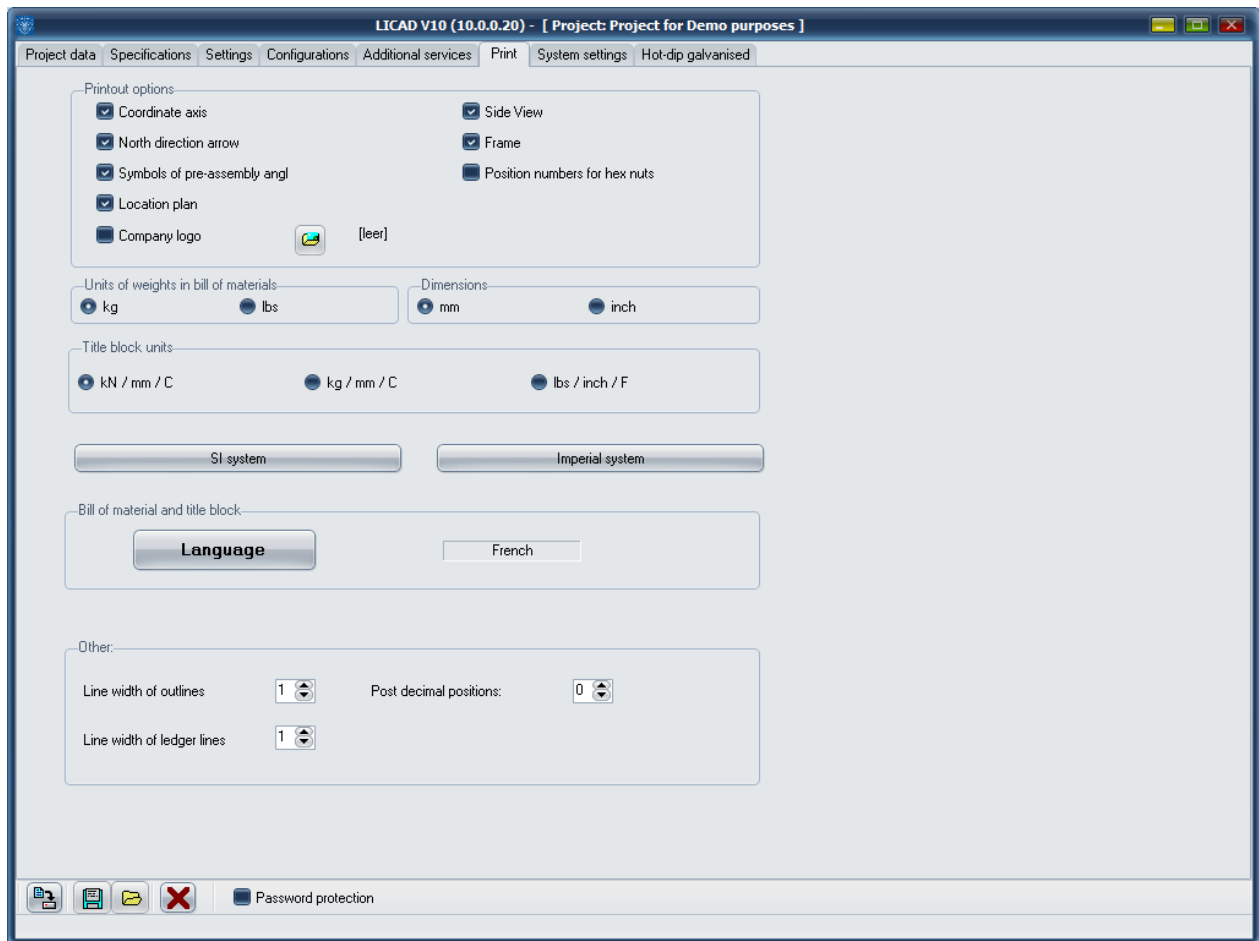 LICAD V10 (10.0.0.20) - [ Project: Project for Demo purposes ]
Project data Specifications Settings Configurations Additional services Print System settings Hot-dip galvanised
Printout options
Coordinate axis Side View
North direction arrow Frame
Symbols of pre-assembly angl Position numbers for hex nuts
Location plan
Company logo [leer]
Units of weights in bill of materials Dimensions
kg lbs mm inch
Title block units
kN / mm / C kg / mm / C lbs / inch / F
SI system Imperial system
Bill of material and title block
Language French
Other:
Line width of outlines 1 Post decimal positions: 0
Line width of ledger lines 1
Password protection